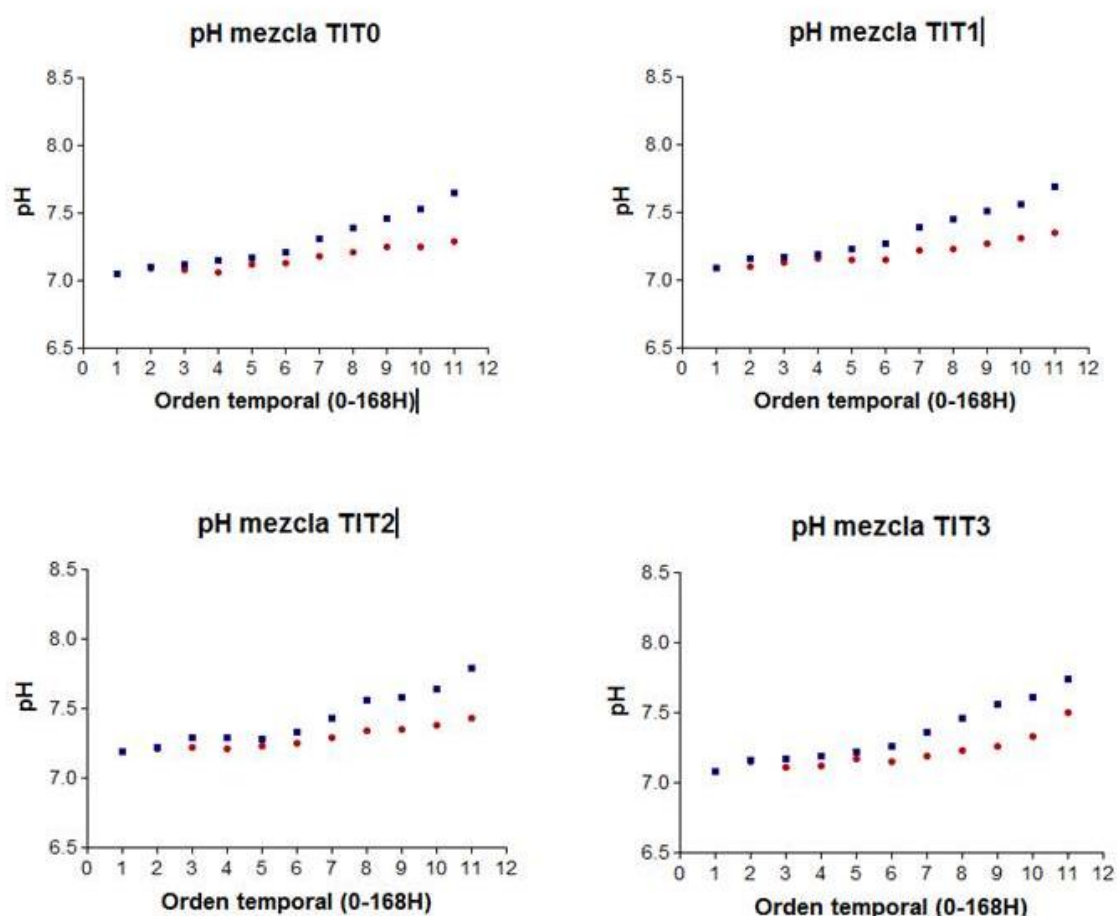 pH mezcla TIT0
8.5
8.0
7.5
7.0
6.5
pH
0 1 2 3 4 5 6 7 8 9 10 11 12
Orden temporal (0-168H)|
pH mezcla TIT1|
8.5
8.0
7.5
7.0
6.5
pH
0 1 2 3 4 5 6 7 8 9 10 11 12
Orden temporal (0-168H)
pH mezcla TIT2|
8.5
8.0
7.5
7.0
6.5
pH
0 1 2 3 4 5 6 7 8 9 10 11 12
Orden temporal (0-168H)
pH mezcla TIT3
8.5
8.0
7.5
7.0
6.5
pH
0 1 2 3 4 5 6 7 8 9 10 11 12
Orden temporal (0-168H)